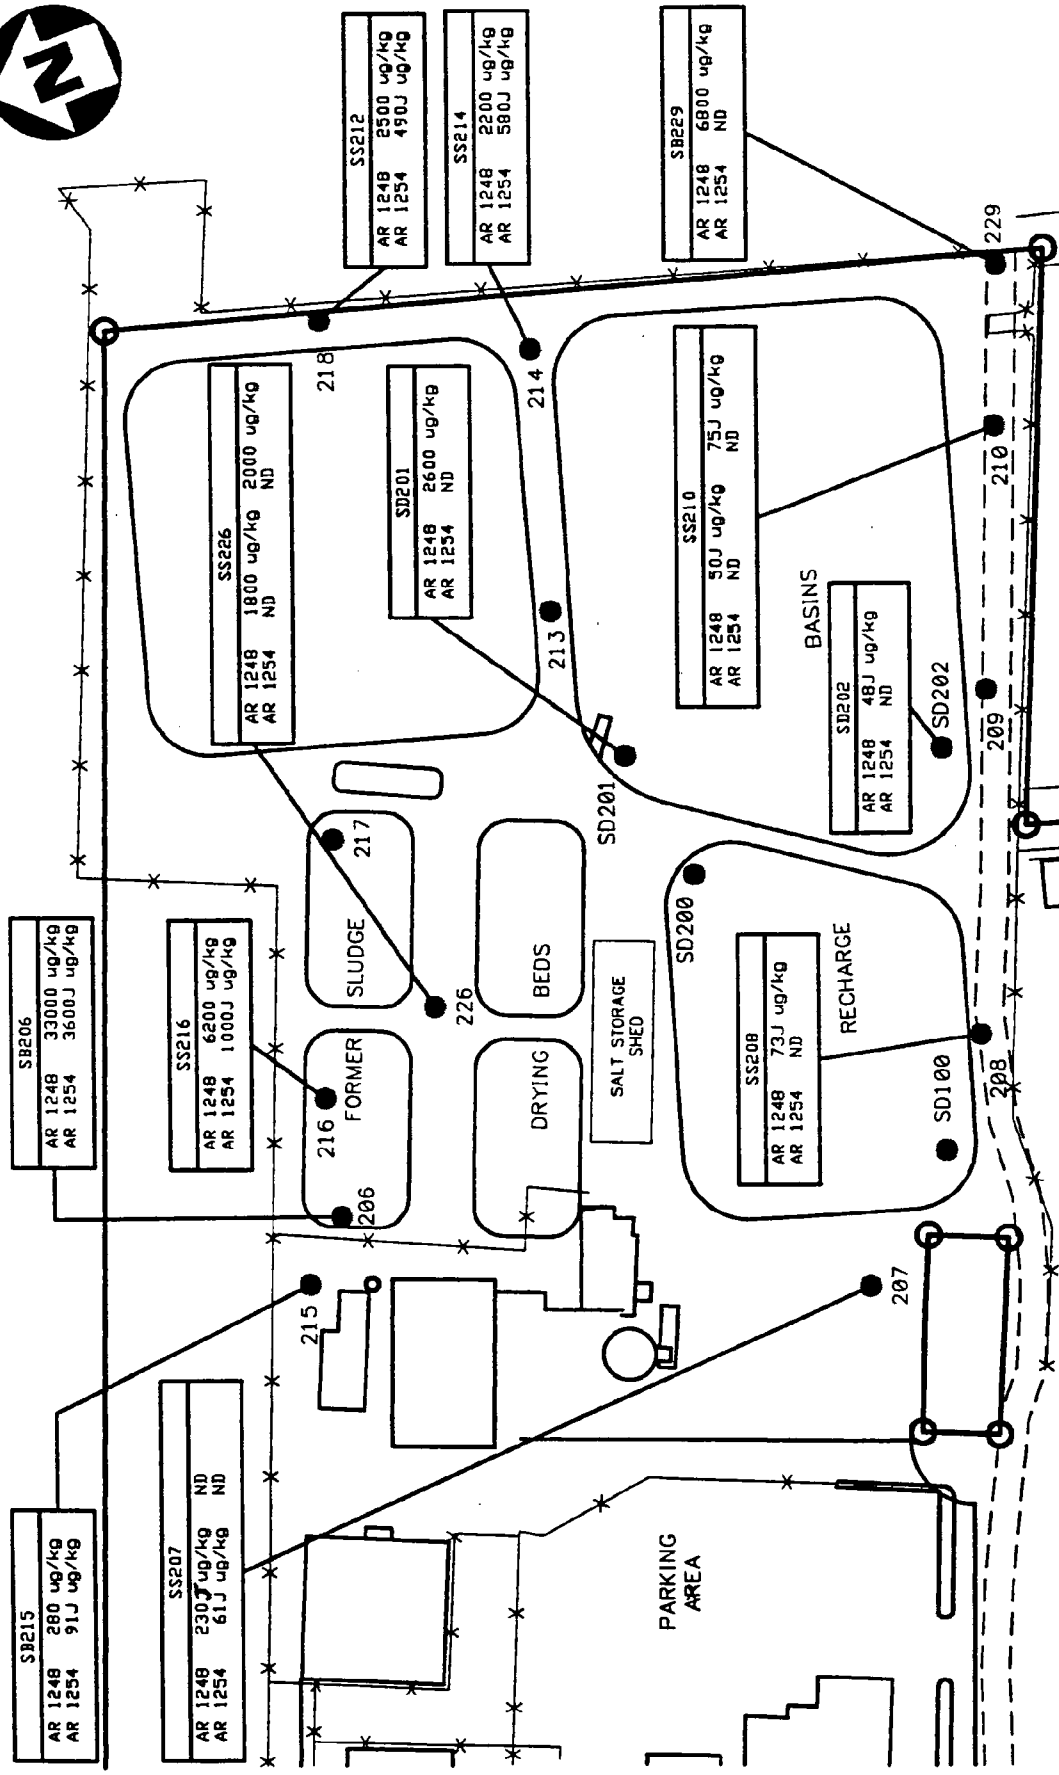 N
SS212
AR 1248 2500 ug/kg
AR 1254 490J ug/kg
SS214
AR 1248 2200 ug/kg
AR 1254 580J ug/kg
SB229
AR 1248 6800 ug/kg
AR 1254 ND
229
218
214
SS226
AR 1248 1800 ug/kg 2000 ug/kg
AR 1254 ND ND
SD201
AR 1248 2600 ug/kg
AR 1254 ND
SS210
AR 1248 50J ug/kg 75J ug/kg
AR 1254 ND ND
210
213
BASINS
SD202
AR 1248 48J ug/kg
AR 1254 ND
SD202
209
217
SD201
SB206
AR 1248 33000 ug/kg
AR 1254 3600J ug/kg
SS216
AR 1248 6200 ug/kg
AR 1254 1000J ug/kg
SLUDGE
226
BEDS
SD200
SALT STORAGE
SHED
SS208
AR 1248 73J ug/kg
AR 1254 ND
RECHARGE
216
FORMER
DRYING
SD100
208
206
215
207
SB215
AR 1248 280 ug/kg
AR 1254 91J ug/kg
SS207
AR 1248 230J ug/kg ND
AR 1254 61J ug/kg ND
PARKING
AREA